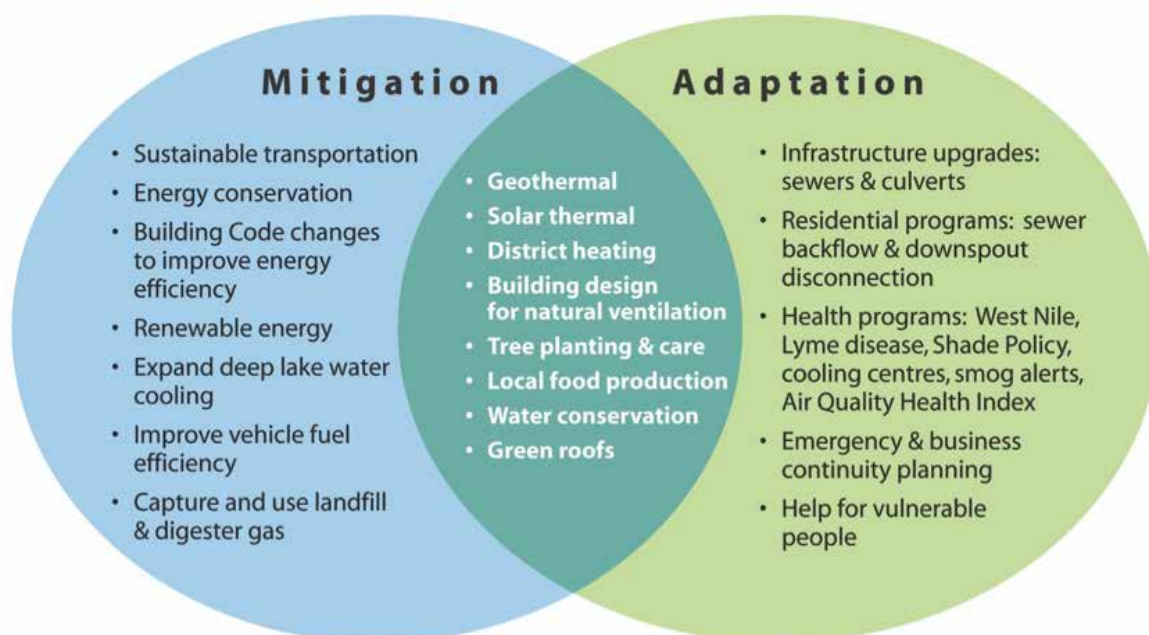 Mitigation
• Sustainable transportation
• Energy conservation
• Building Code changes
to improve energy
efficiency
• Renewable energy
• Expand deep lake water
cooling
• Improve vehicle fuel
efficiency
• Capture and use landfill
& digester gas
• Geothermal
• Solar thermal
• District heating
• Building design
for natural ventilation
• Tree planting & care
• Local food production
• Water conservation
• Green roofs
Adaptation
• Infrastructure upgrades:
sewers & culverts
• Residential programs: sewer
backflow & downspout
disconnection
• Health programs: West Nile,
Lyme disease, Shade Policy,
cooling centres, smog alerts,
Air Quality Health Index
• Emergency & business
continuity planning
• Help for vulnerable
people